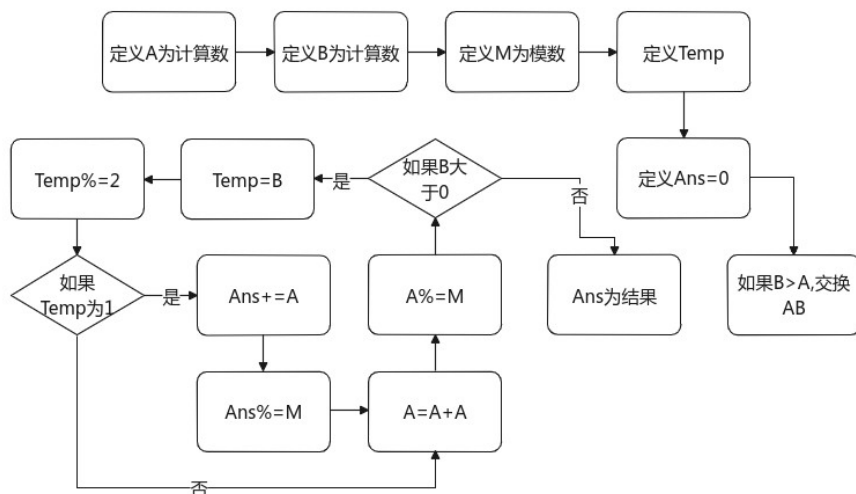 定义A为计算数
定义B为计算数
定义M为模数
定义Temp
定义Ans=0
如果B>A,交换
AB
如果B大
于0
是
否
Temp=B
Temp%=2
如果
Temp为1
是
否
Ans+=A
Ans%=M
A=A+A
A%=M
Ans为结果